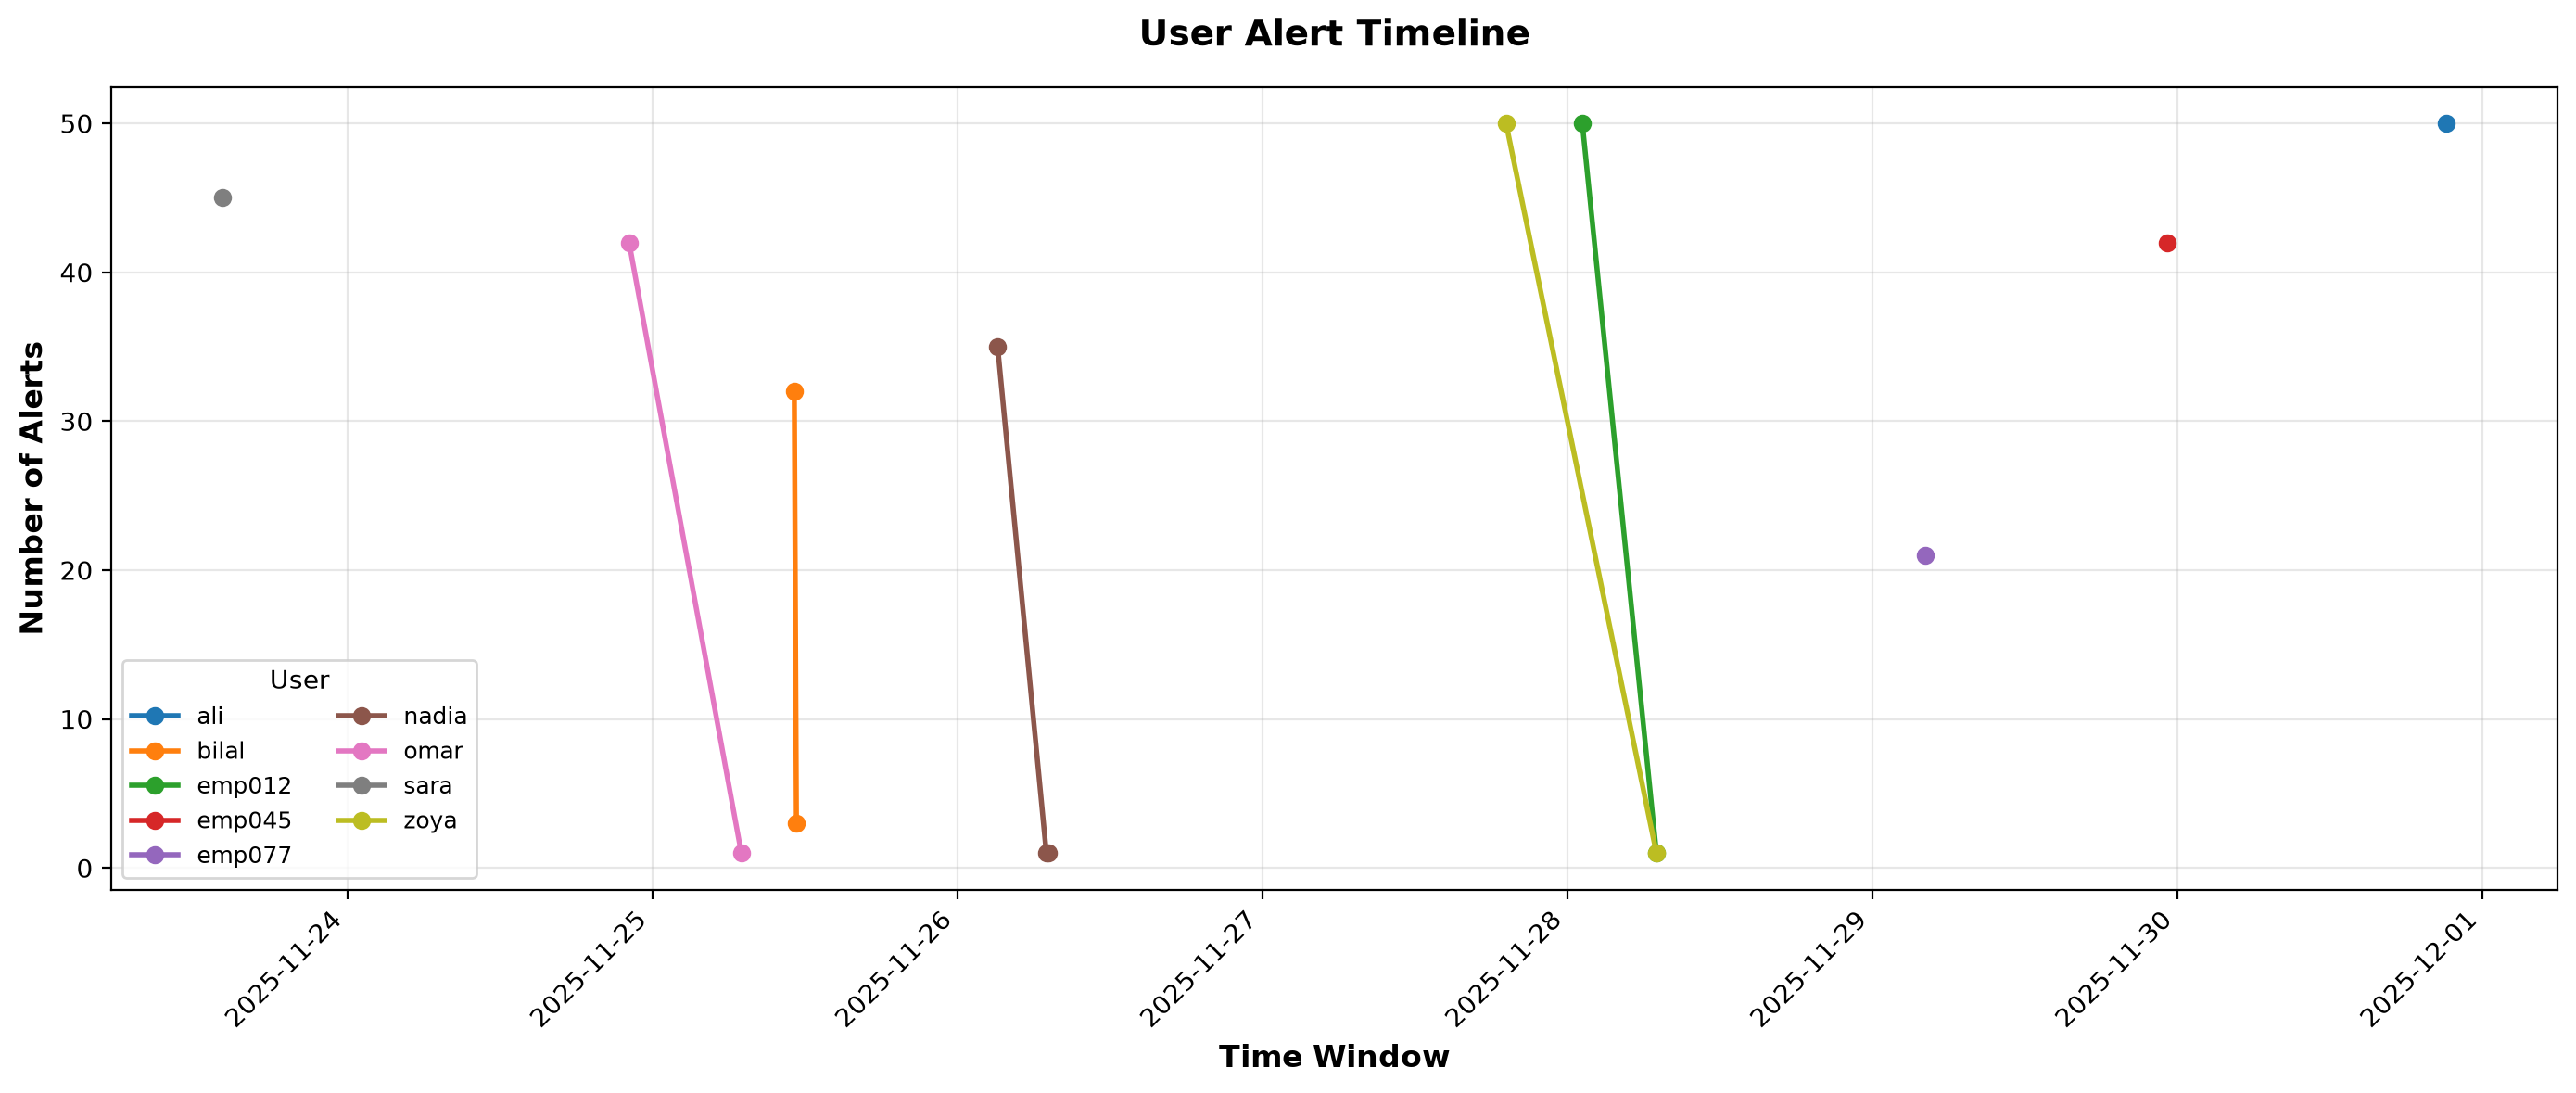 User Alert Timeline
Number of Alerts
50
40
30
20
10
0
User
ali
bilal
emp012
emp045
emp077
nadia
omar
sara
zoya
2025-11-24
2025-11-25
2025-11-26
2025-11-27
2025-11-28
2025-11-29
2025-11-30
2025-12-01
Time Window